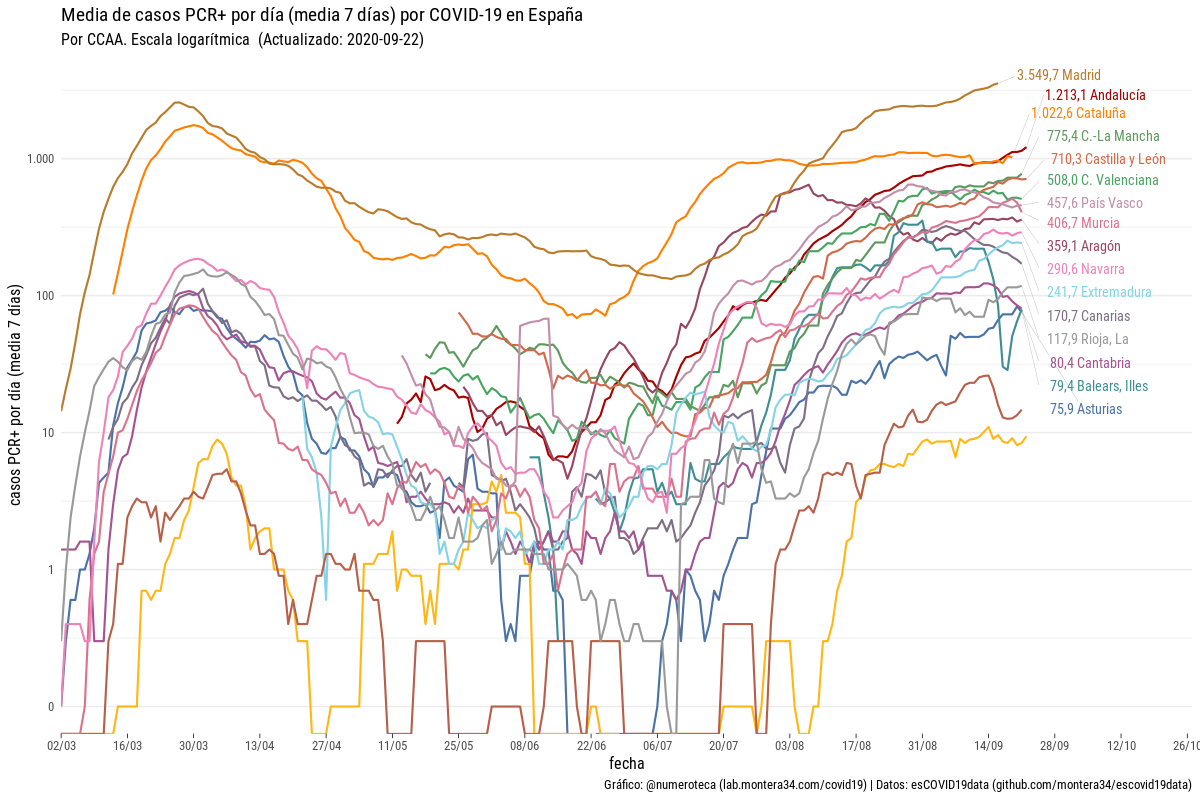 Media de casos PCR+ por día (media 7 días) por COVID-19 en España
Por CCAA. Escala logarítmica (Actualizado: 2020-09-22)
casos PCR+ por día (media 7 días)
1.000
100
10
1
0
3.549,7 Madrid
1.213,1 Andalucía
1.022,6 Cataluña
775,4 C.-La Mancha
710,3 Castilla y León
508,0 C. Valenciana
457,6 País Vasco
406,7 Murcia
359,1 Aragón
290,6 Navarra
241,7 Extremadura
170,7 Canarias
117,9 Rioja, La
80,4 Cantabria
79,4 Balears, Illes
75,9 Asturias
02/03 16/03 30/03 13/04 27/04 11/05 25/05 08/06 22/06 06/07 20/07 03/08 17/08 31/08 14/09 28/09 12/10 26/10
fecha
Gráfico: @numeroteca (lab.montera34.com/covid19) | Datos: esCOVID19data (github.com/montera34/escovid19data)